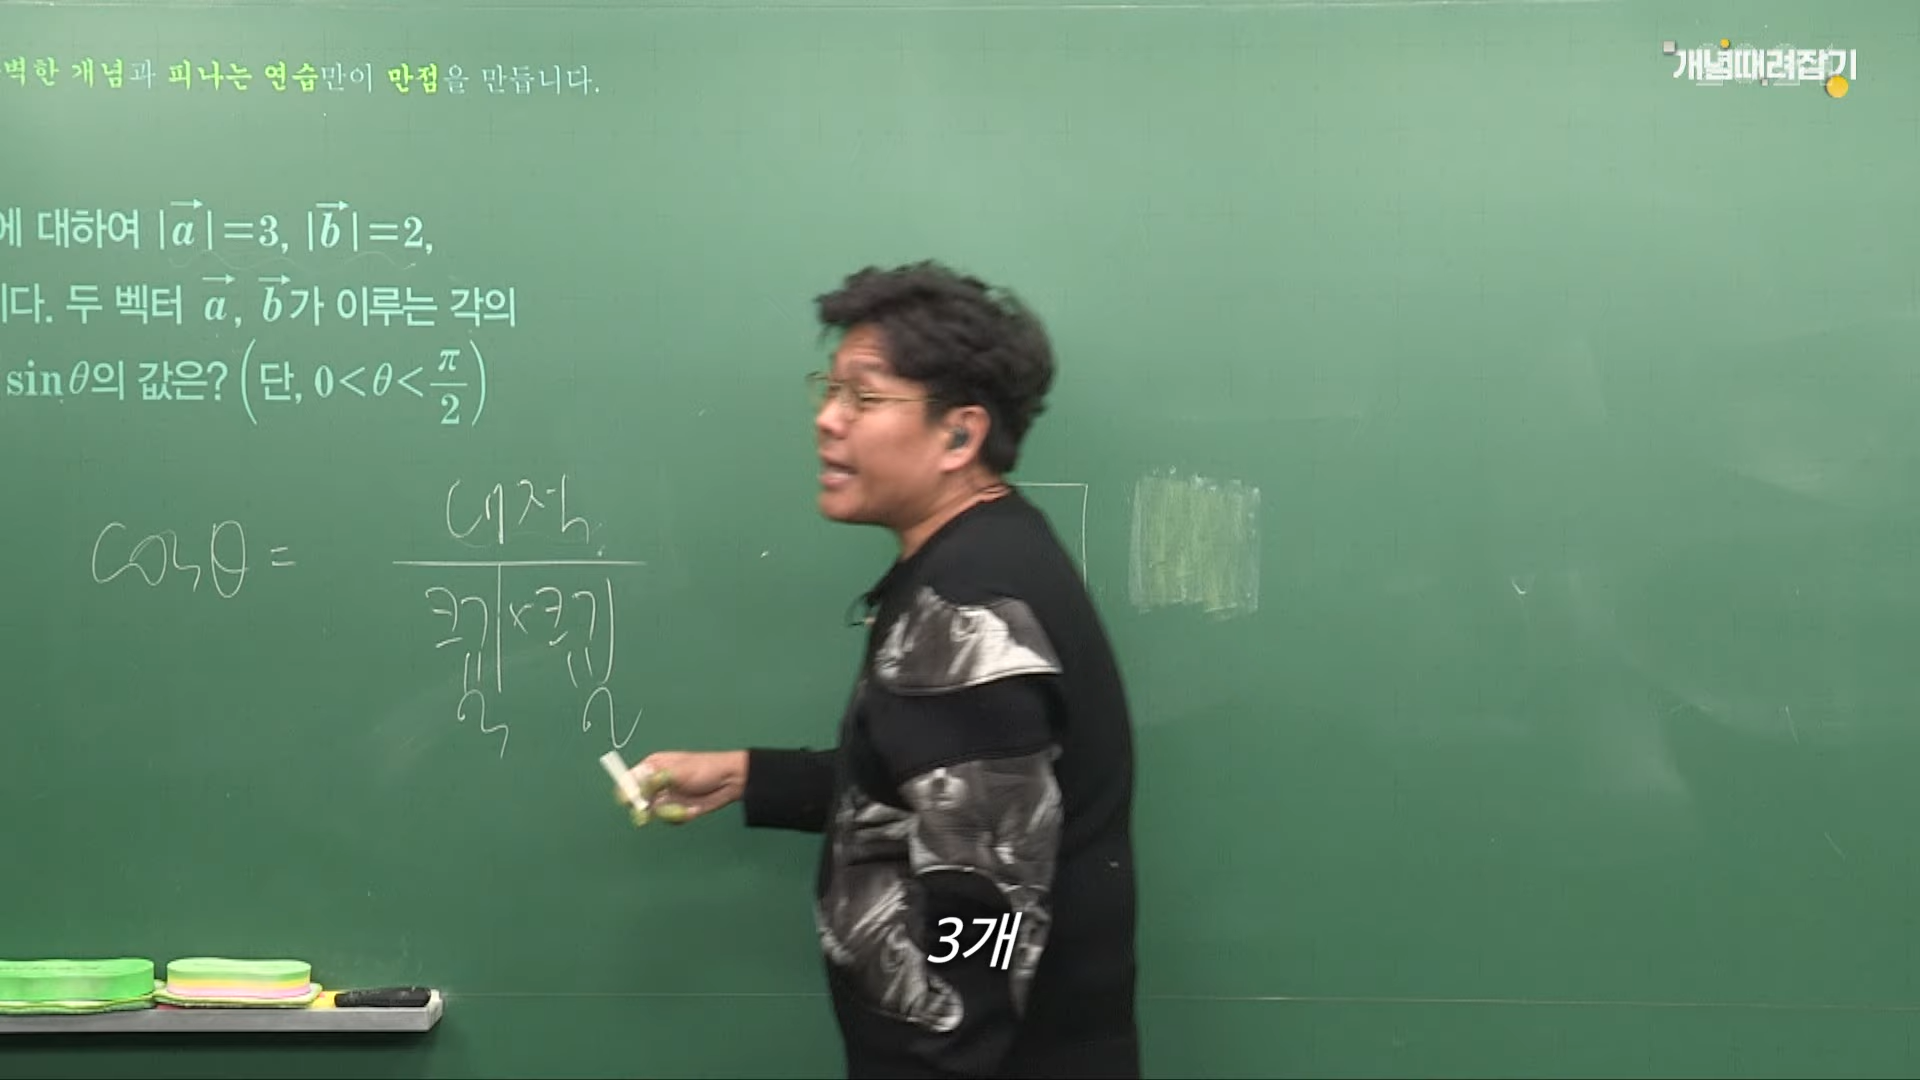 벽한 개념과 피나는 연습만이 만점을 만듭니다.
개념때려잡기
에 대하여 |a|=3, |b|=2,
이다. 두 벡터 a, b가 이루는 각의
sinθ의 값은? (단, 0<θ<π/2)
cosθ = 내적
크기 × 크기
3개